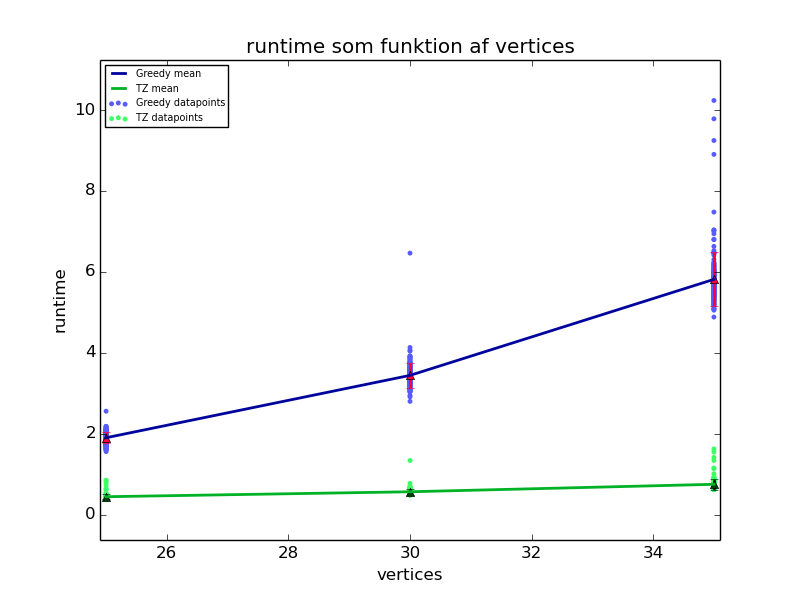 runtime som funktion af vertices
Greedy mean
TZ mean
Greedy datapoints
TZ datapoints
10
8
6
4
2
0
runtime
26 28 30 32 34
vertices